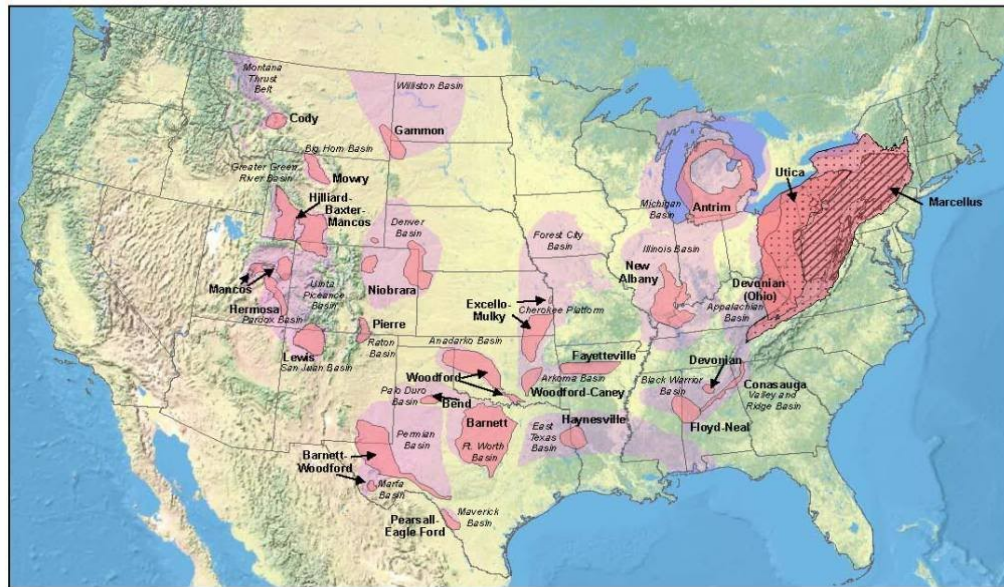 Montana
Thrust
Belt
Cody
Williston Basin
Gammon
Big Horn Basin
Greater Green
River Basin
Mowry
Hilliard-
Baxter-
Mancos
Denver
Basin
Niobrara
Mancos
Uinta
Piceance
Basin
Hermosa
Paradox Basin
Lewis
San Juan Basin
Pierre
Raton
Basin
Forest City
Basin
Excello-
Mulky
Cherokee Platform
Anadarko Basin
Woodford
Fayetteville
Arkoma Basin
Woodford-Caney
Palo Duro
Basin
Bend
Barnett
Ft. Worth
Basin
Permian
Basin
Barnett-
Woodford
Marfa
Basin
Pearsall-
Eagle Ford
Maverick
Basin
East
Texas
Basin
Haynesville
Michigan
Basin
Antrim
Illinois Basin
New
Albany
Utica
Marcellus
Devonian
(Ohio)
Appalachian
Basin
Devonian
Black Warrior
Basin
Conasauga
Valley and
Ridge Basin
Floyd-Neal